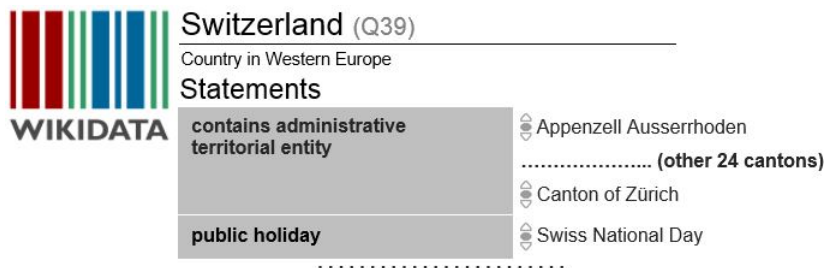 WIKIDATA
Switzerland (Q39)
Country in Western Europe
Statements
contains administrative
territorial entity
Appenzell Ausserrhoden
...................... (other 24 cantons)
Canton of Zürich
public holiday
Swiss National Day
. . . . . . . . . . . . . . . . . . . . . . . .